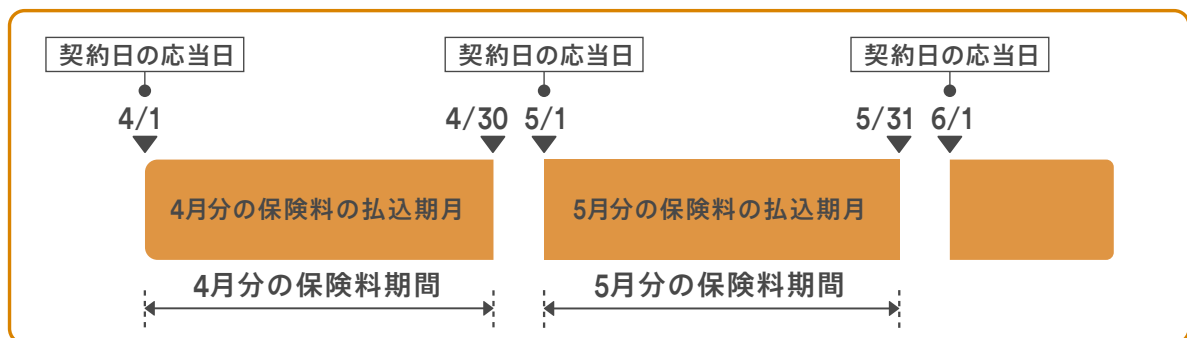 契約日の応当日 契約日の応当日 契約日の応当日
4/1 4/30 5/1 5/31 6/1
4月分の保険料の払込期月 5月分の保険料の払込期月
4月分の保険料期間 5月分の保険料期間